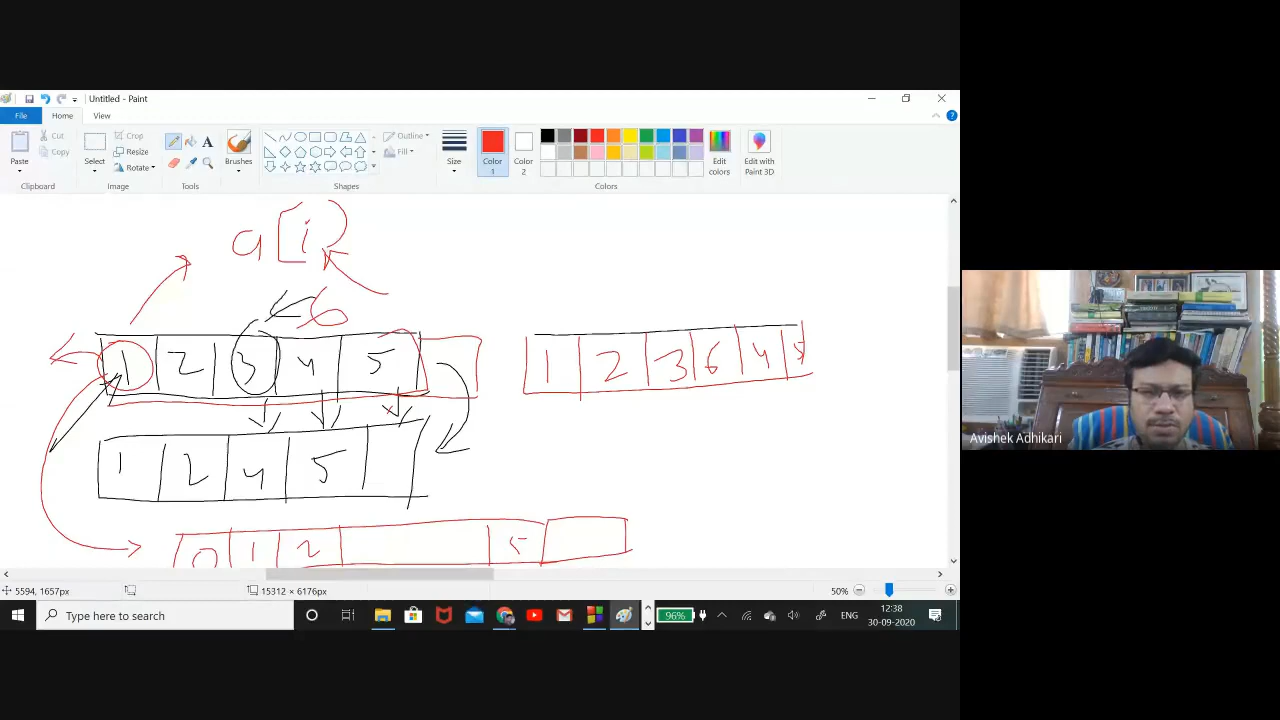 Untitled - Paint
File
Home
View
Paste
Cut
Copy
Clipboard
Select
Crop
Resize
Rotate
Image
Tools
Brushes
Shapes
Outline
Fill
Size
Color 1
Color 2
Colors
Edit colors
Edit with Paint 3D
a[i]
6
1 2 3 4 5
1 2 3 6 4 5
1 2 4 5
0 1 2 5
Avishek Adhikari
5594, 1657px
15312 × 6176px
50%
Type here to search
96%
ENG
12:38
30-09-2020